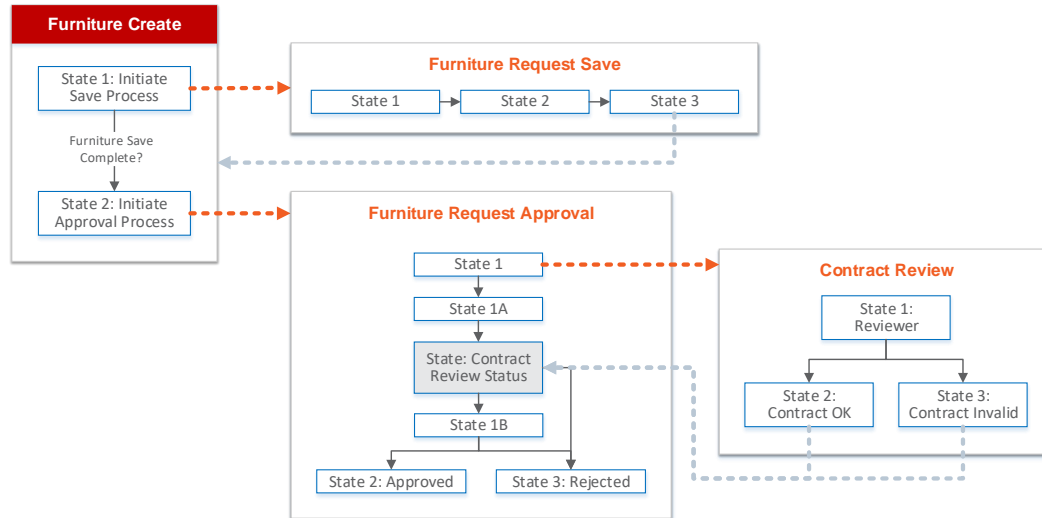 Furniture Create
State 1: Initiate
Save Process
Furniture Save
Complete?
State 2: Initiate
Approval Process
Furniture Request Save
State 1
State 2
State 3
Furniture Request Approval
State 1
State 1A
State: Contract
Review Status
State 1B
State 2: Approved
State 3: Rejected
Contract Review
State 1:
Reviewer
State 2:
Contract OK
State 3:
Contract Invalid